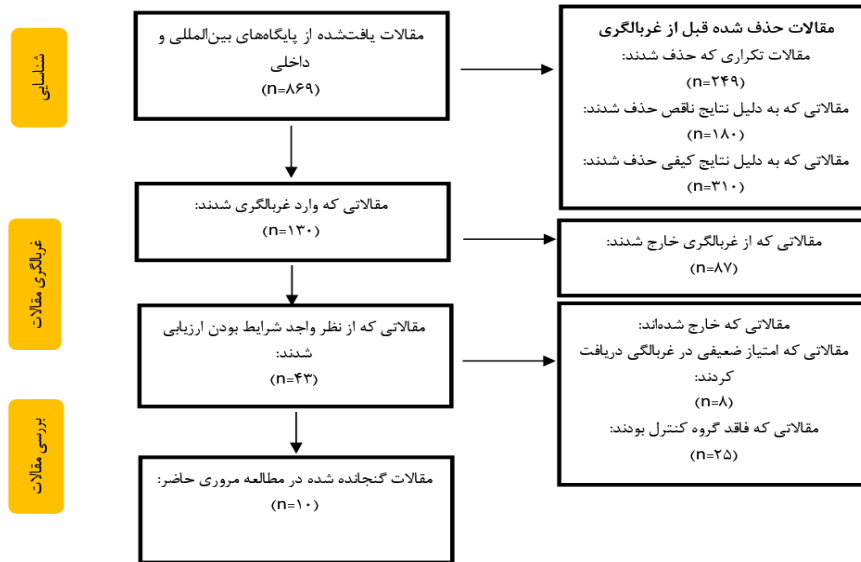 شناسایی
مقالات یافت‌شده از پایگاه‌های بین‌المللی و
داخلی
(n=۸۶۹)
مقالات حذف شده قبل از غربالگری
مقالات تکراری که حذف شدند:
(n=۲۴۹)
مقالاتی که به دلیل نتایج ناقص حذف شدند:
(n=۱۸۰)
مقالاتی که به دلیل نتایج کیفی حذف شدند:
(n=۳۱۰)
غربالگری مقالات
مقالاتی که وارد غربالگری شدند:
(n=۱۳۰)
مقالاتی که از غربالگری خارج شدند:
(n=۸۷)
مقالاتی که از نظر واجد شرایط بودن ارزیابی
شدند:
(n=۴۳)
مقالاتی که خارج شده‌اند:
مقالاتی که امتیاز ضعیفی در غربالگی دریافت
کردند:
(n=۸)
مقالاتی که فاقد گروه کنترل بودند:
(n=۲۵)
بررسی مقالات
مقالات گنجانده شده در مطالعه مروری حاضر:
(n=۱۰)